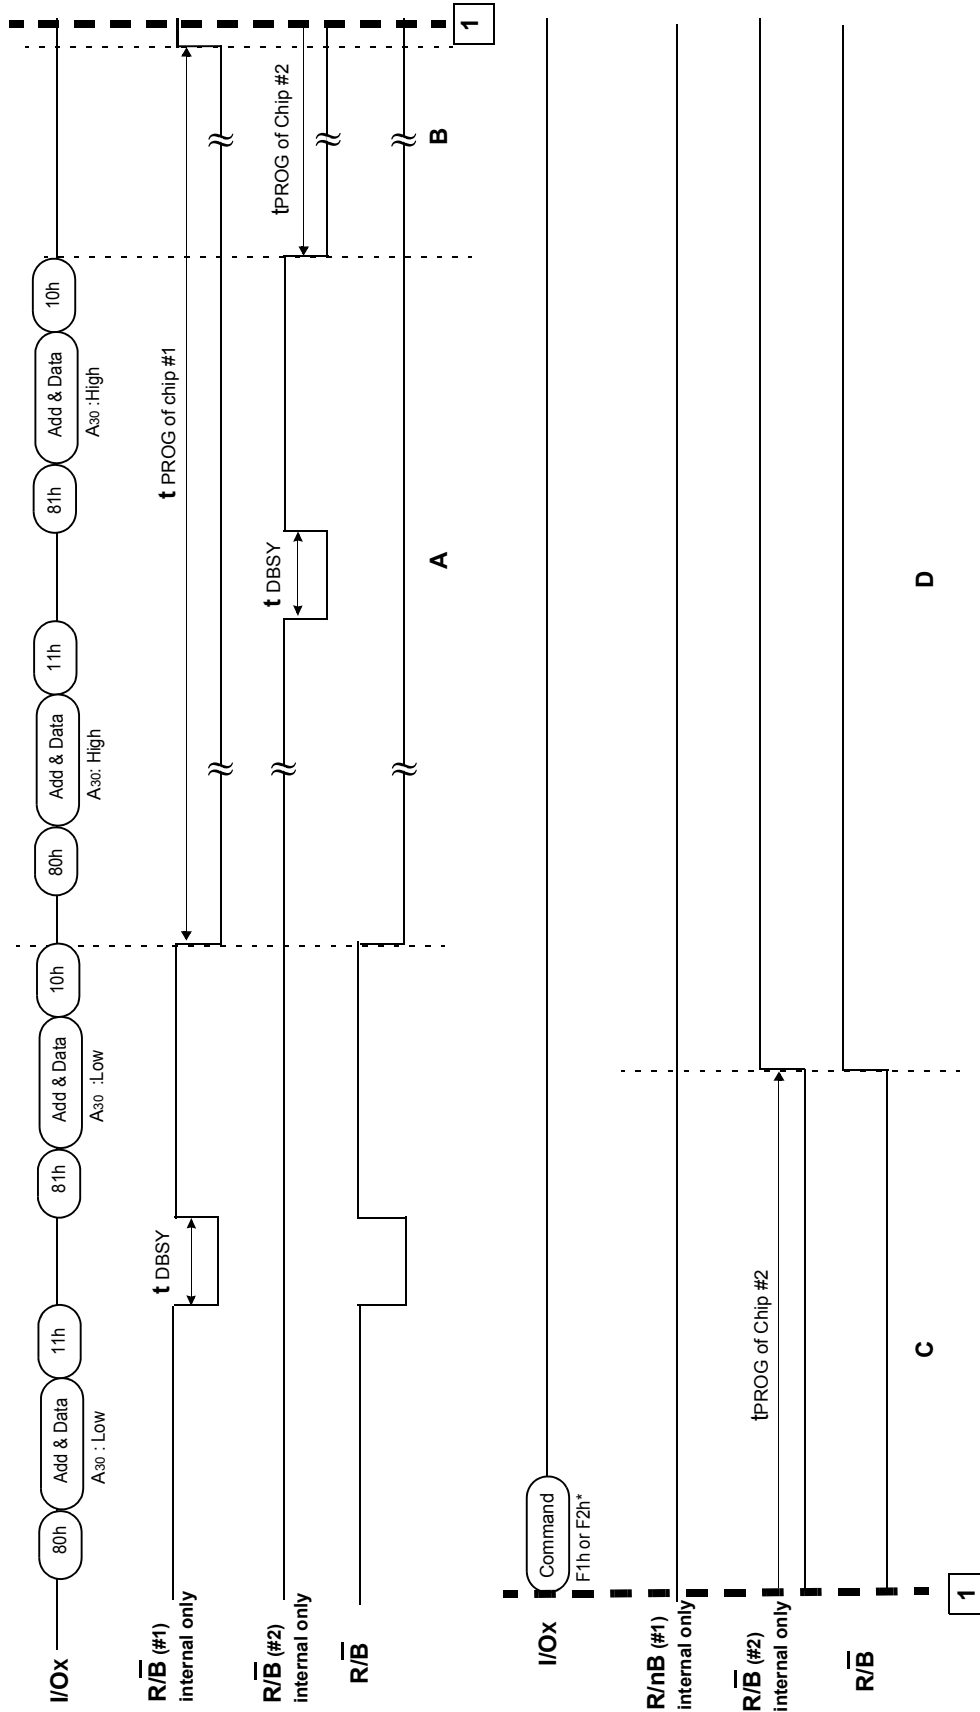 I/Ox
80h
Add & Data
11h
81h
Add & Data
10h
80h
Add & Data
11h
81h
Add & Data
10h
A30 : Low
A30 :Low
A30: High
A30 :High
R/B (#1)
internal only
t DBSY
t PROG of chip #1
R/B (#2)
internal only
t DBSY
tPROG of Chip #2
R/B
A
B
1
I/Ox
Command
F1h or F2h*
R/nB (#1)
internal only
R/B (#2)
internal only
tPROG of Chip #2
R/B
C
D
1